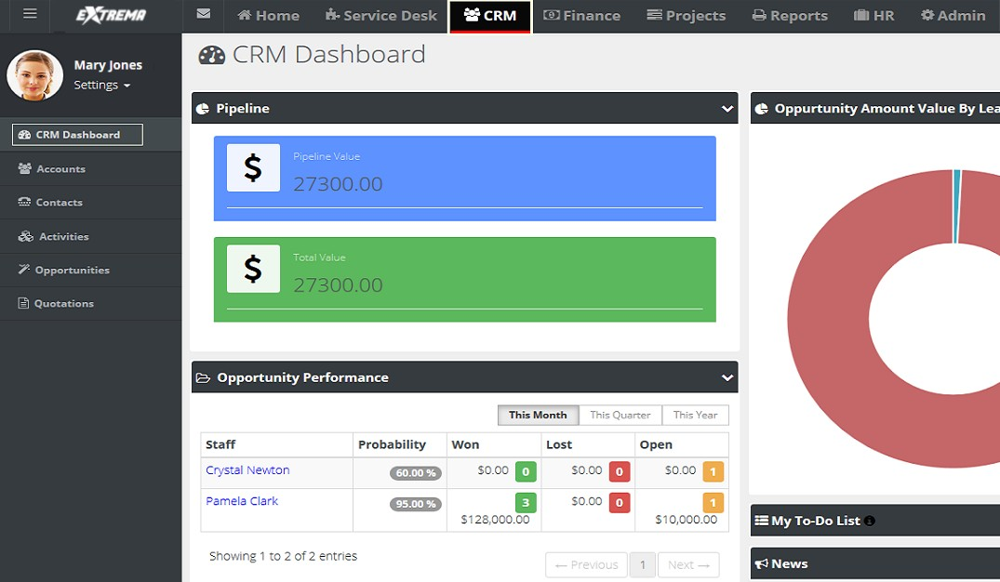 EXTREMA
Home
Service Desk
CRM
Finance
Projects
Reports
HR
Admin
Mary Jones
Settings
CRM Dashboard
Accounts
Contacts
Activities
Opportunities
Quotations
CRM Dashboard
Pipeline
$
Pipeline Value
27300.00
$
Total Value
27300.00
Opportunity Performance
This Month This Quarter This Year
Staff Probability Won Lost Open
Crystal Newton 60.00 % $0.00 0 $0.00 0 $0.00 1
Pamela Clark 95.00 % 3 $0.00 0 1
$128,000.00 $10,000.00
Showing 1 to 2 of 2 entries
← Previous 1 Next →
Oppurtunity Amount Value By Lea
My To-Do List
News